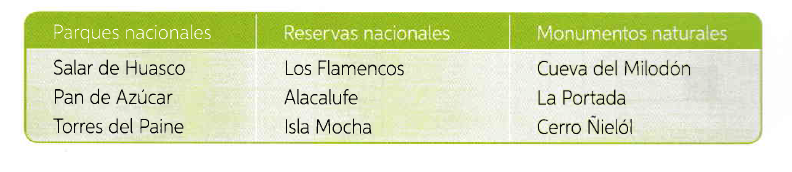 Parques nacionales Reservas nacionales Monumentos naturales
Salar de Huasco Los Flamencos Cueva del Milodón
Pan de Azúcar Alacalufe La Portada
Torres del Paine Isla Mocha Cerro Ñielól